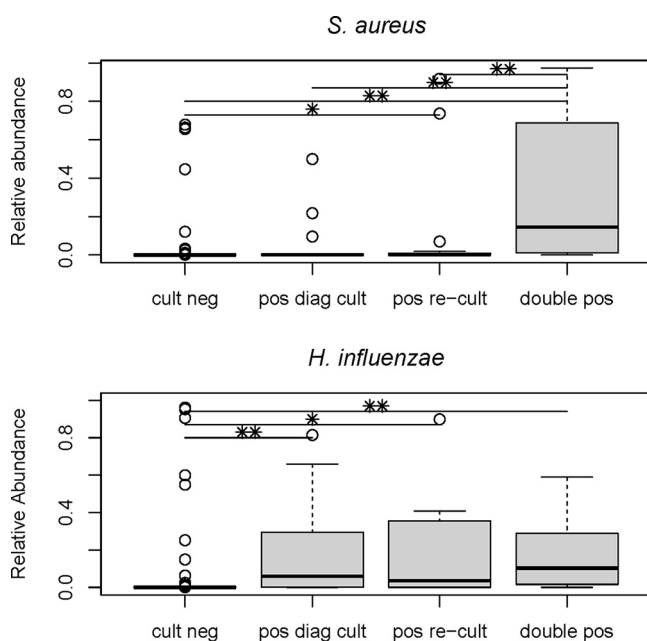 S. aureus
Relative abundance
0.0 0.4 0.8
** 
**
**
*
cult neg pos diag cult pos re-cult double pos
H. influenzae
Relative Abundance
0.0 0.4 0.8
**
*
**
cult neg pos diag cult pos re-cult double pos